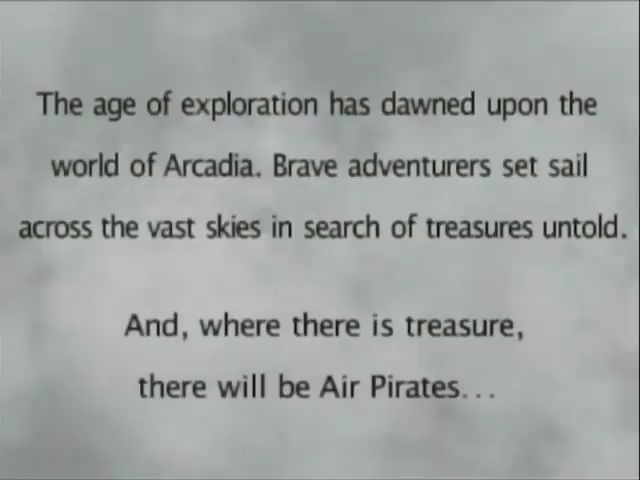 The age of exploration has dawned upon the
world of Arcadia. Brave adventurers set sail
across the vast skies in search of treasures untold.
And, where there is treasure,
there will be Air Pirates...